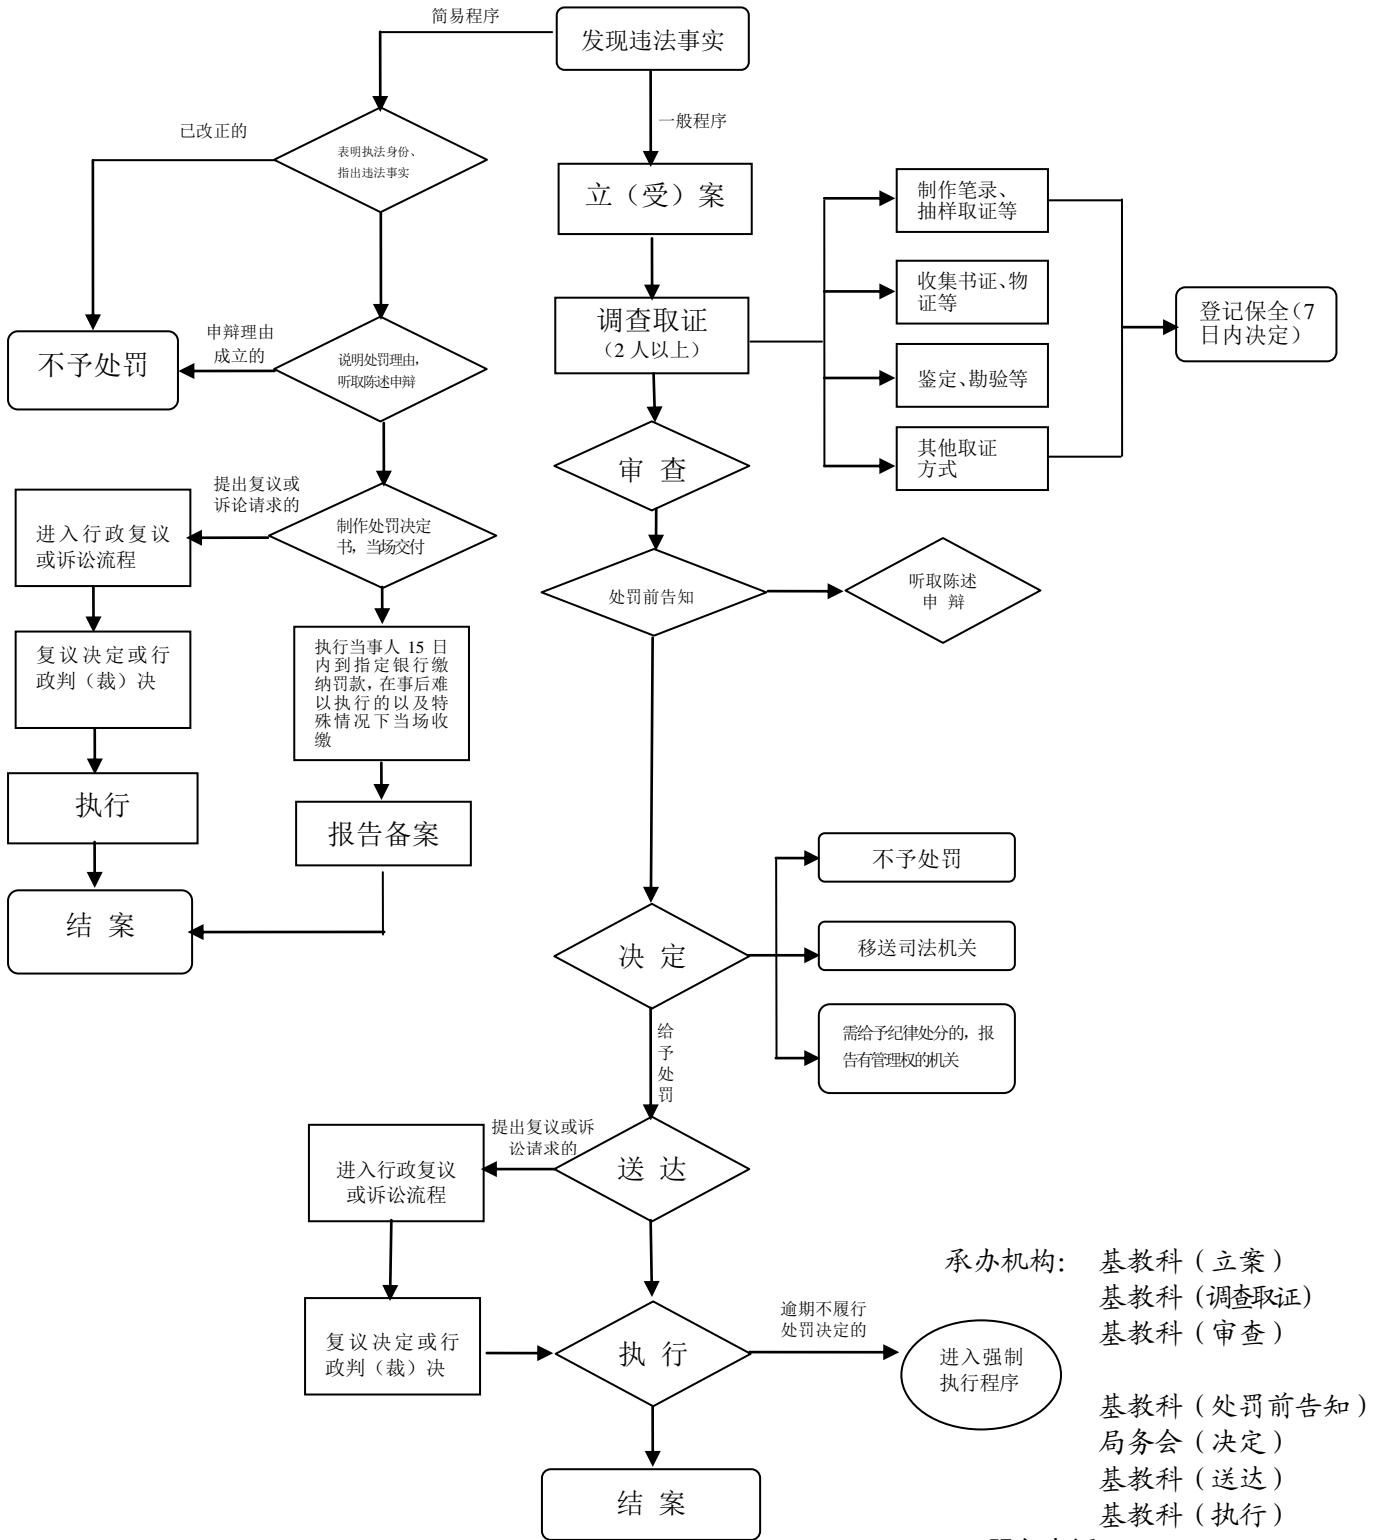 简易程序
发现违法事实
一般程序
已改正的
表明执法身份、
指出违法事实
立（受）案
制作笔录、
抽样取证等
收集书证、物
证等
登记保全（7
日内决定）
调查取证
（2 人以上）
申辩理由
成立的
不予处罚
说明处罚理由，
听取陈述申辩
鉴定、勘验等
其他取证
方式
审 查
提出复议或
诉论请求的
进入行政复议
或诉讼流程
制作处罚决定
书，当场交付
处罚前告知
听取陈述
申 辩
复议决定或行
政判（裁）决
执行当事人 15 日
内到指定银行缴
纳罚款，在事后难
以执行的以及特
殊情况下当场收
缴
执行
报告备案
结 案
不予处罚
决 定
移送司法机关
需给予纪律处分的，报
告有管理权的机关
给
予
处
罚
提出复议或诉
讼请求的
进入行政复议
或诉讼流程
送 达
复议决定或行
政判（裁）决
执 行
逾期不履行
处罚决定的
进入强制
执行程序
结 案
承办机构： 基教科（立案）
基教科（调查取证）
基教科（审查）
基教科（处罚前告知）
局务会（决定）
基教科（送达）
基教科（执行）